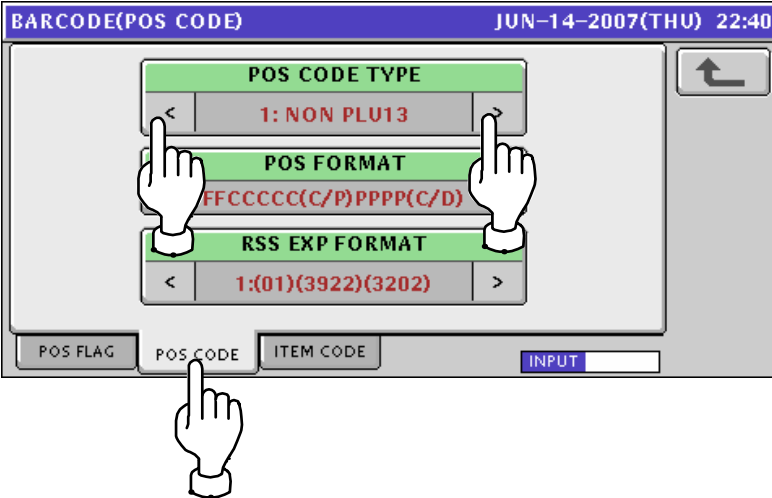 BARCODE(POS CODE) JUN-14-2007(THU) 22:40
POS CODE TYPE
< 1: NON PLU13 >
POS FORMAT
FFCCCCC(C/P)PPPP(C/D)
RSS EXP FORMAT
< 1:(01)(3922)(3202) >
POS FLAG POS CODE ITEM CODE INPUT